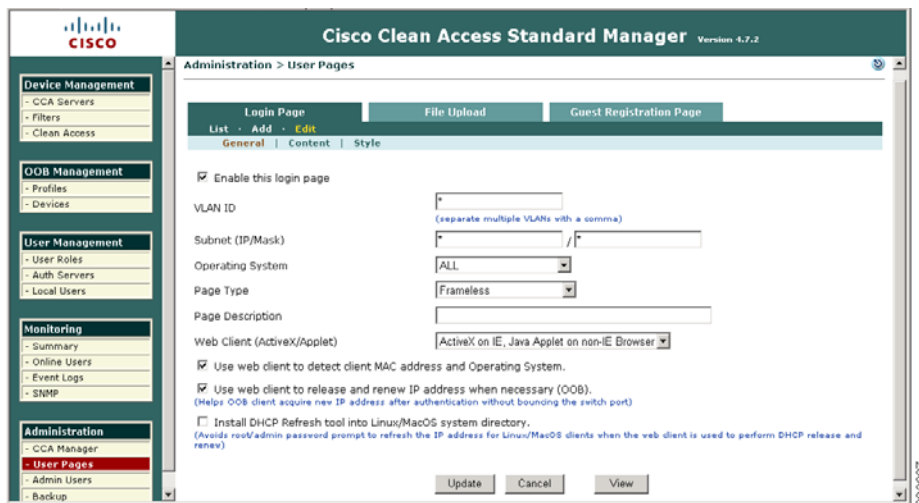 CISCO
Cisco Clean Access Standard Manager Version 4.7.2
Administration > User Pages
Device Management
- CCA Servers
- Filters
- Clean Access
OOB Management
- Profiles
- Devices
User Management
- User Roles
- Auth Servers
- Local Users
Monitoring
- Summary
- Online Users
- Event Logs
- SNMP
Administration
- CCA Manager
- User Pages
- Admin Users
- Backup
Login Page File Upload Guest Registration Page
List · Add · Edit
General | Content | Style
Enable this login page
VLAN ID *
(separate multiple VLANs with a comma)
Subnet (IP/Mask) * / *
Operating System ALL
Page Type Frameless
Page Description
Web Client (ActiveX/Applet) ActiveX on IE, Java Applet on non-IE Browser
Use web client to detect client MAC address and Operating System.
Use web client to release and renew IP address when necessary (OOB).
(Helps OOB client acquire new IP address after authentication without bouncing the switch port)
Install DHCP Refresh tool into Linux/MacOS system directory.
(Avoids root/admin password prompt to refresh the IP address for Linux/MacOS clients when the web client is used to perform DHCP release and
renew)
Update Cancel View